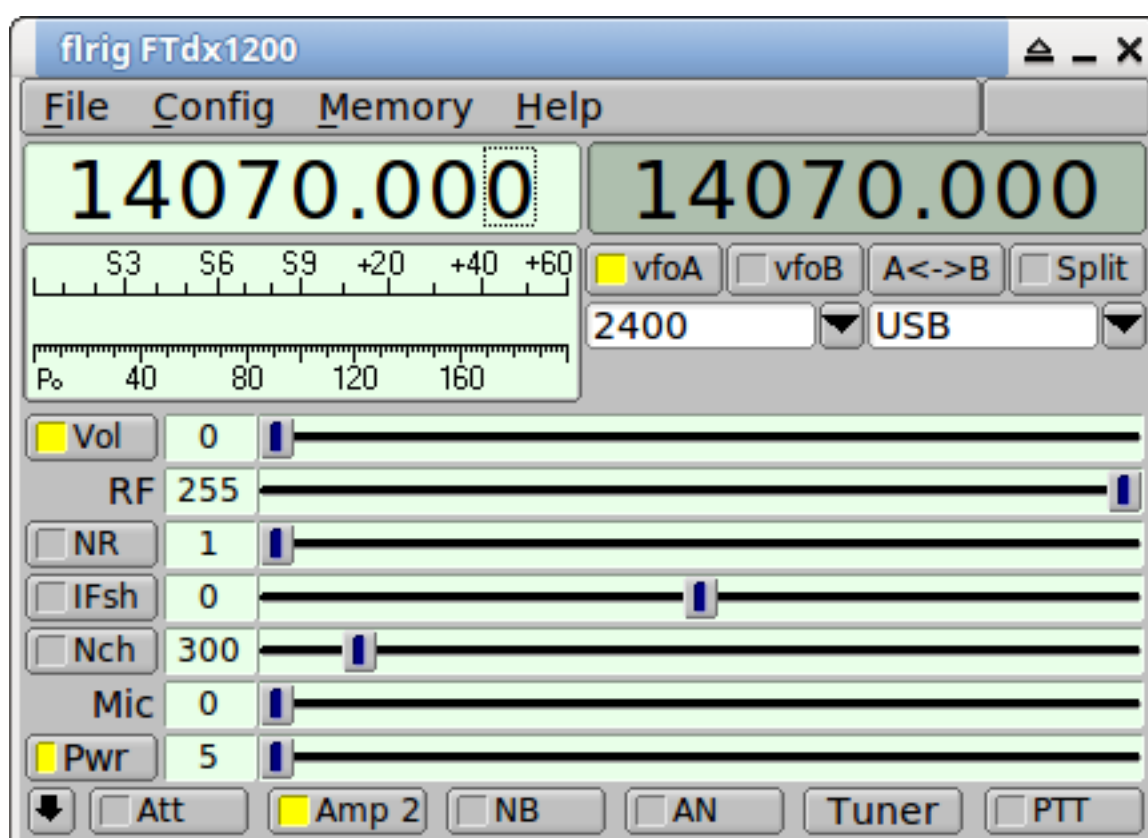 flrig FTdx1200
File Config Memory Help
14070.000 14070.000
S3 S6 S9 +20 +40 +60
vfoA vfoB A<->B Split
2400 USB
Po 40 80 120 160
Vol 0
RF 255
NR 1
IFsh 0
Nch 300
Mic 0
Pwr 5
Att Amp 2 NB AN Tuner PTT